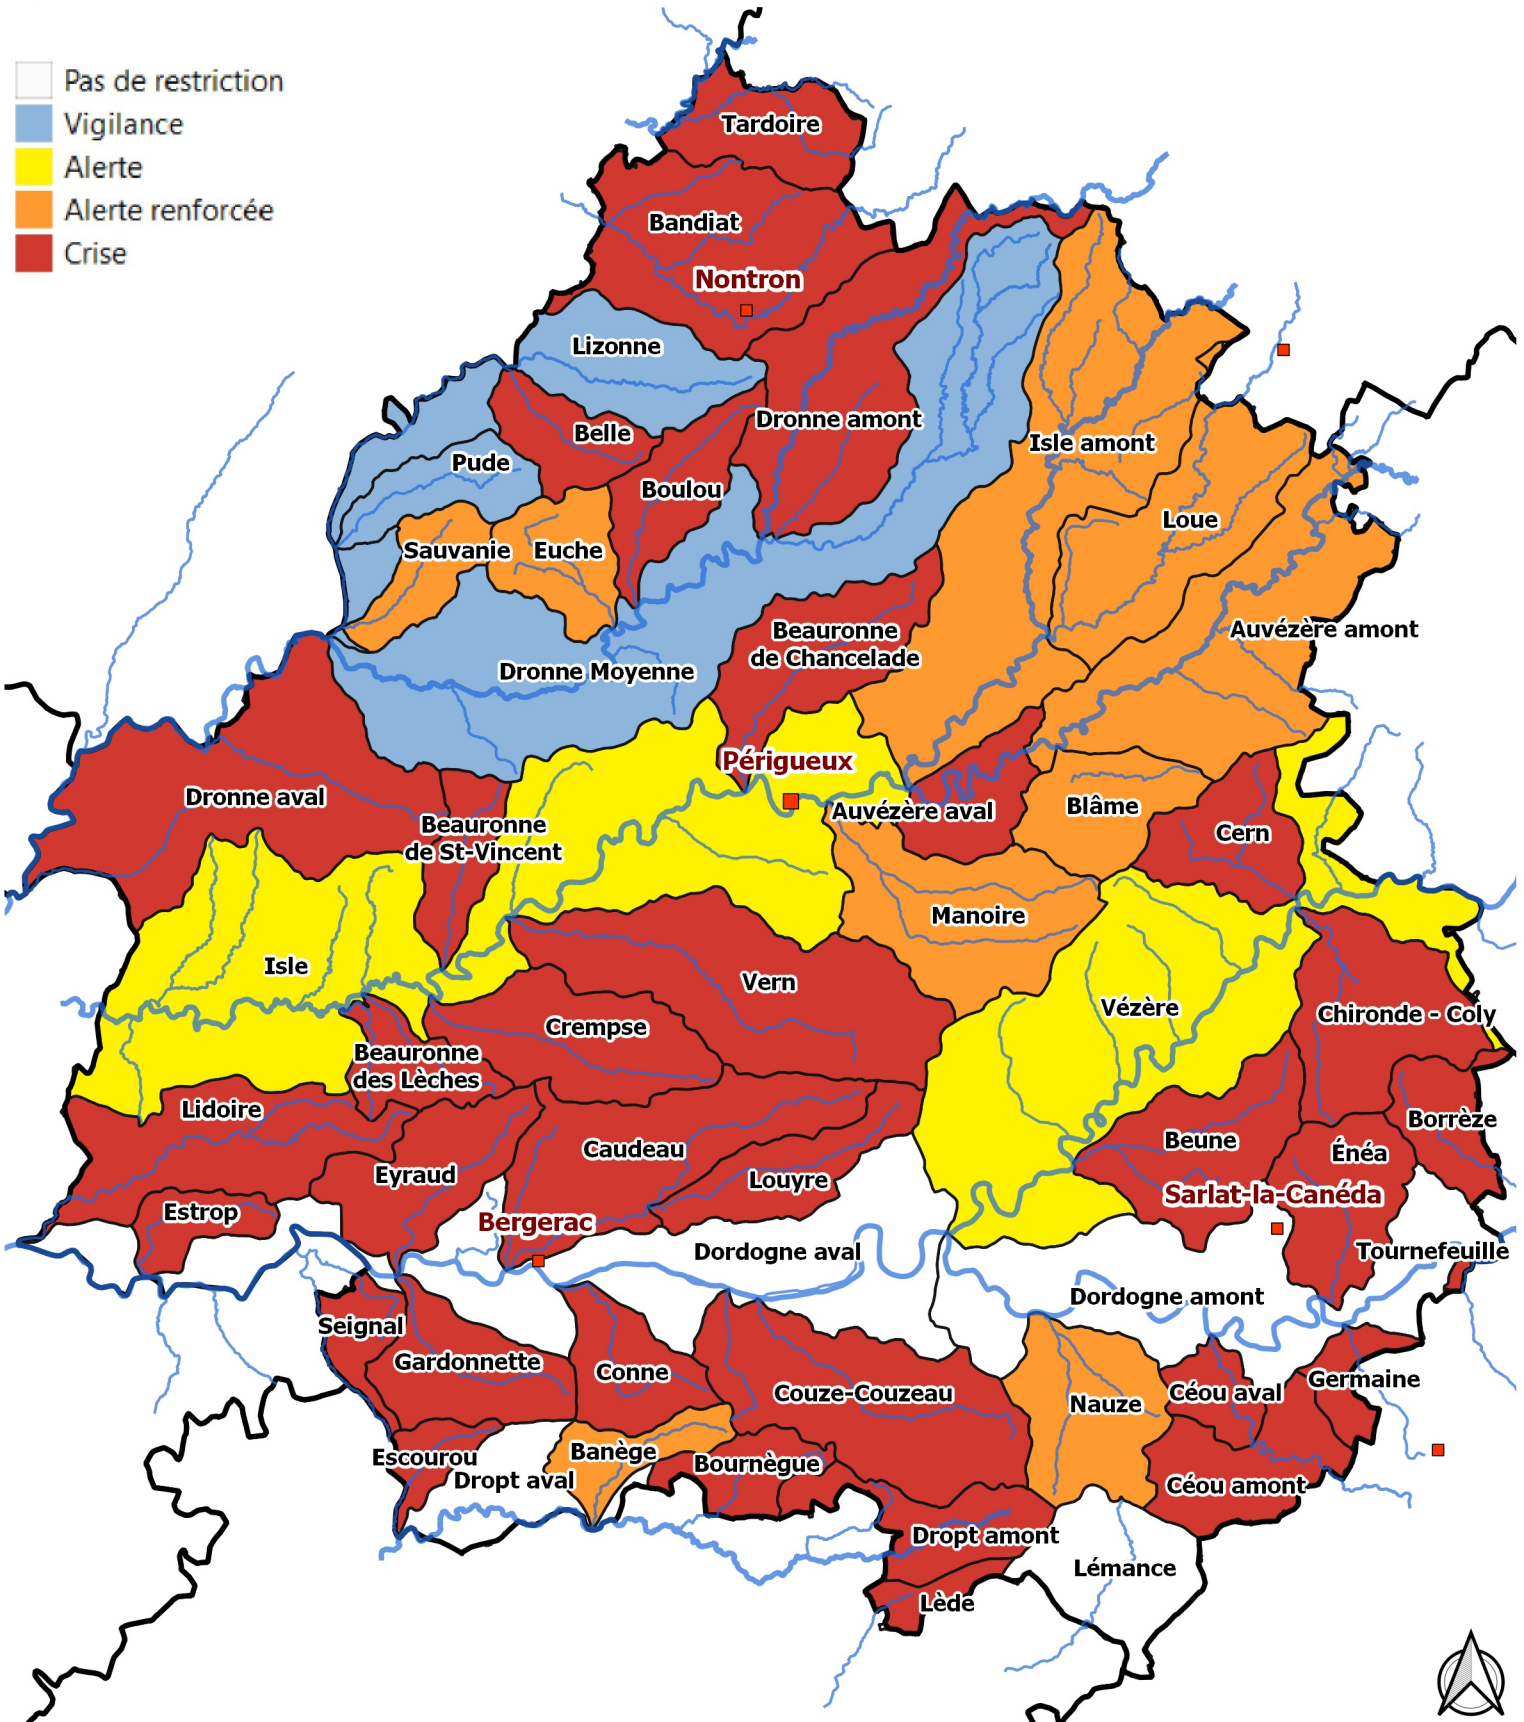 Pas de restriction
Vigilance
Alerte
Alerte renforcée
Crise
Tardoire
Bandiat
Nontron
Lizonne
Dronne amont
Belle
Isle amont
Pude
Boulou
Loue
Sauvanie
Euche
Auvézère amont
Beauronne
de Chancelade
Dronne Moyenne
Périgueux
Dronne aval
Blâme
Auvézère aval
Beauronne
de St-Vincent
Cern
Manoire
Isle
Vern
Vézère
Chironde - Coly
Crempse
Beauronne
des Lèches
Lidoire
Borrèze
Beune
Caudeau
Énéa
Eyraud
Louyre
Sarlat-la-Canéda
Estrop
Bergerac
Dordogne aval
Tournefeuille
Dordogne amont
Seignal
Gardonnette
Conne
Germaine
Couze-Couzeau
Céou aval
Nauze
Banège
Escourou
Bournègue
Dropt aval
Céou amont
Dropt amont
Lémance
Lède